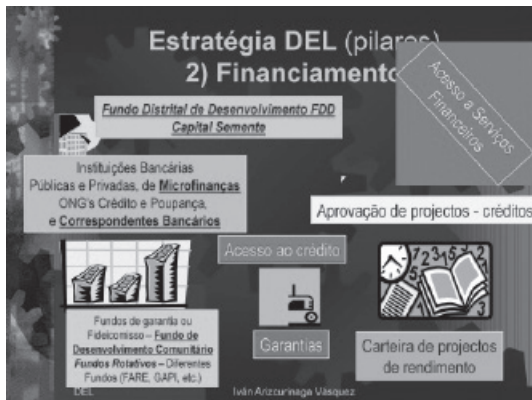 Estratégia DEL (pilares)
2) Financiamento
Acesso a Serviços
Financeiros
Fundo Distrital de Desenvolvimento FDD
Capital Semente
Instituições Bancárias
Públicas e Privadas, de Microfinanças
ONG's Crédito e Poupança,
e Correspondentes Bancários
Aprovação de projectos - créditos
Acesso ao crédito
Garantias
Fundos de garantia ou
Fideicomisso – Fundo de
Desenvolvimento Comunitário
Fundos Rotativos – Diferentes
Fundos (FARE, GAPI, etc.)
Carteira de projectos
de rendimento
DEL
Iván Arizcurinaga Vásquez